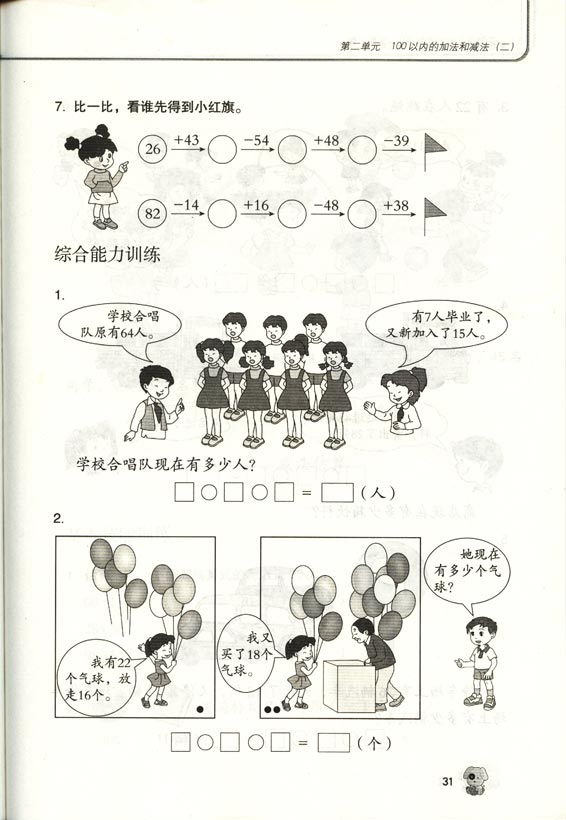 第二单元 100以内的加法和减法（二）
7. 比一比，看谁先得到小红旗。
26 +43 −54 +48 −39
82 −14 +16 −48 +38
综合能力训练
1.
学校合唱
队原有64人。
有7人毕业了，
又新加入了15人。
学校合唱队现在有多少人？
□○□○□=□（人）
2.
我有22
个气球，放
走16个。
我又
买了18个
气球。
她现在
有多少个气
球？
□○□○□=□（个）
31